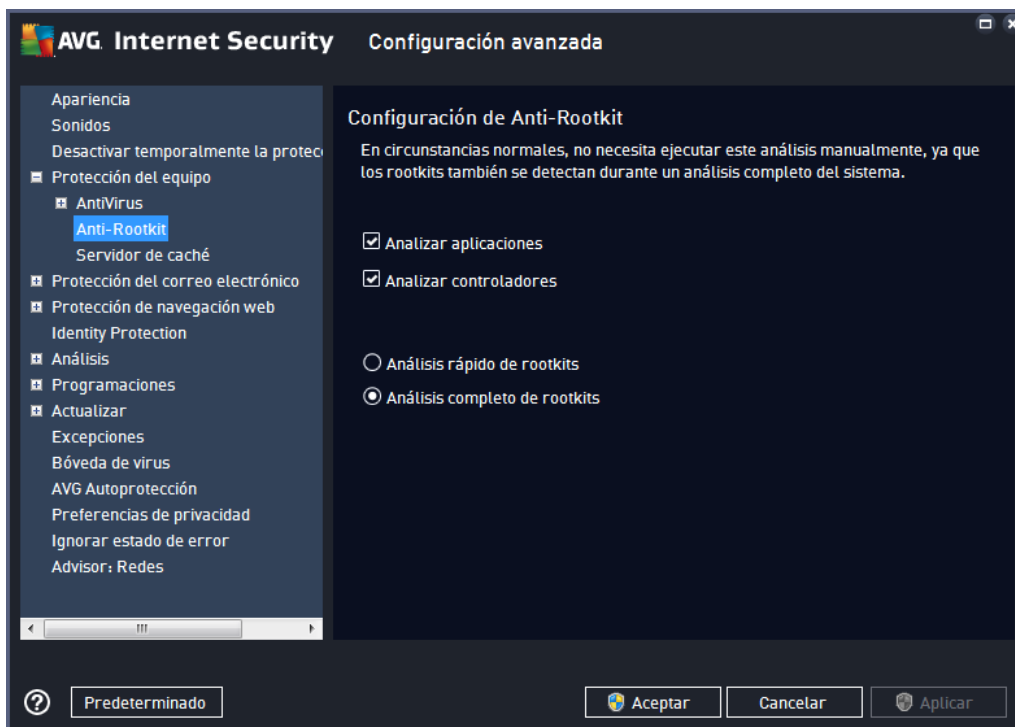 AVG. Internet Security
Configuración avanzada
Apariencia
Sonidos
Desactivar temporalmente la protec
Protección del equipo
AntiVirus
Anti-Rootkit
Servidor de caché
Protección del correo electrónico
Protección de navegación web
Identity Protection
Análisis
Programaciones
Actualizar
Excepciones
Bóveda de virus
AVG Autoprotección
Preferencias de privacidad
Ignorar estado de error
Advisor: Redes
Configuración de Anti-Rootkit
En circunstancias normales, no necesita ejecutar este análisis manualmente, ya que
los rootkits también se detectan durante un análisis completo del sistema.
Analizar aplicaciones
Analizar controladores
Análisis rápido de rootkits
Análisis completo de rootkits
Predeterminado
Aceptar
Cancelar
Aplicar